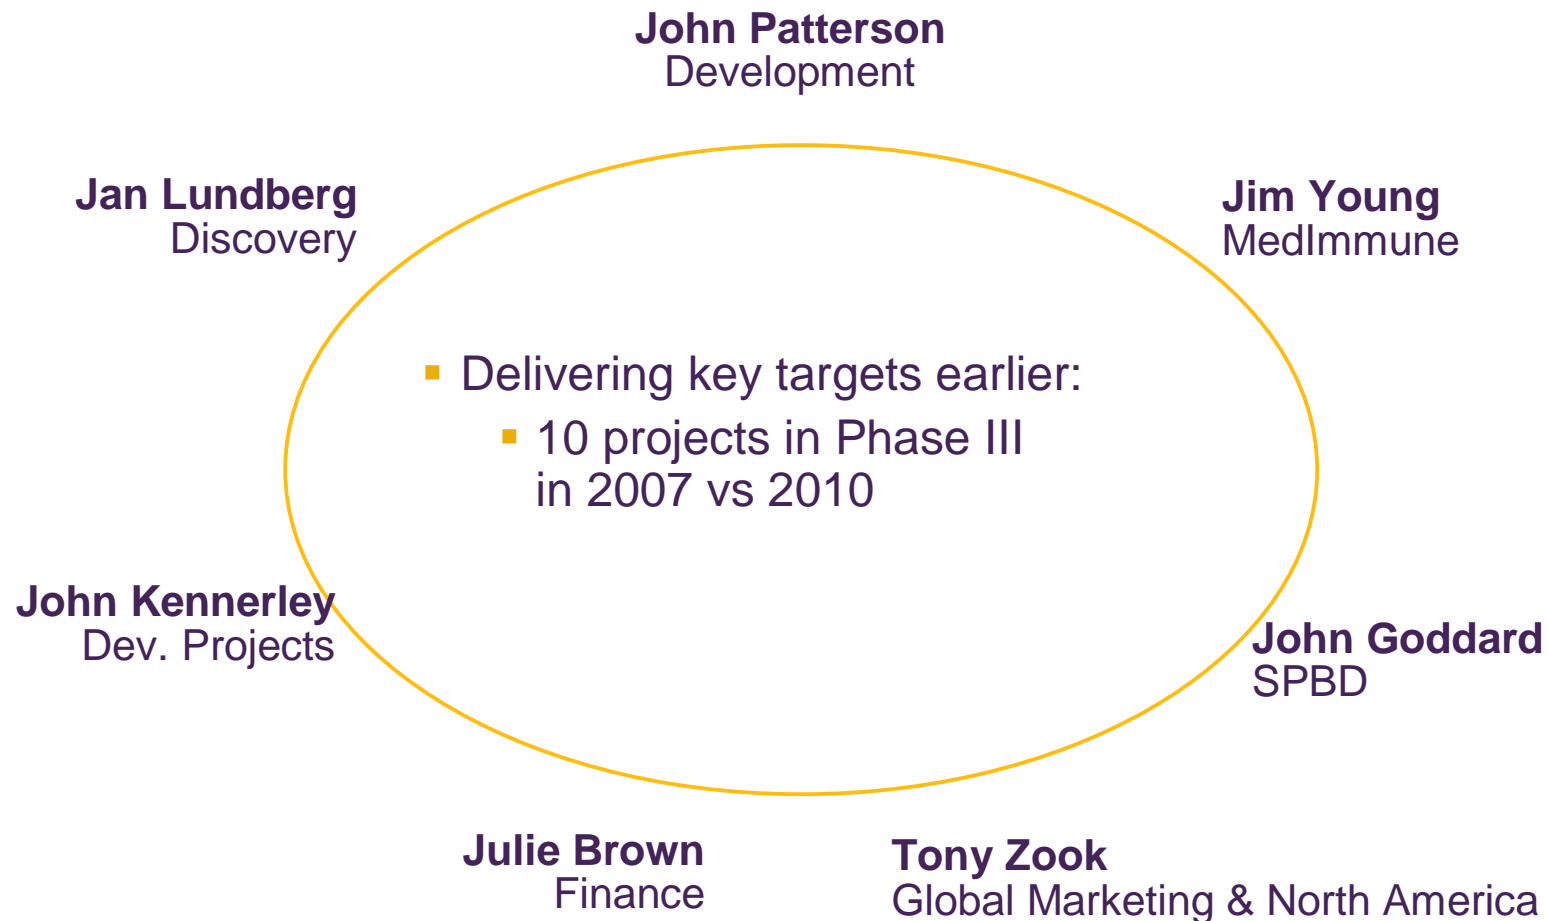 John Patterson
Development
Jan Lundberg
Discovery
Jim Young
MedImmune
▪ Delivering key targets earlier:
▪ 10 projects in Phase III
in 2007 vs 2010
John Kennerley
Dev. Projects
John Goddard
SPBD
Julie Brown
Finance
Tony Zook
Global Marketing & North America